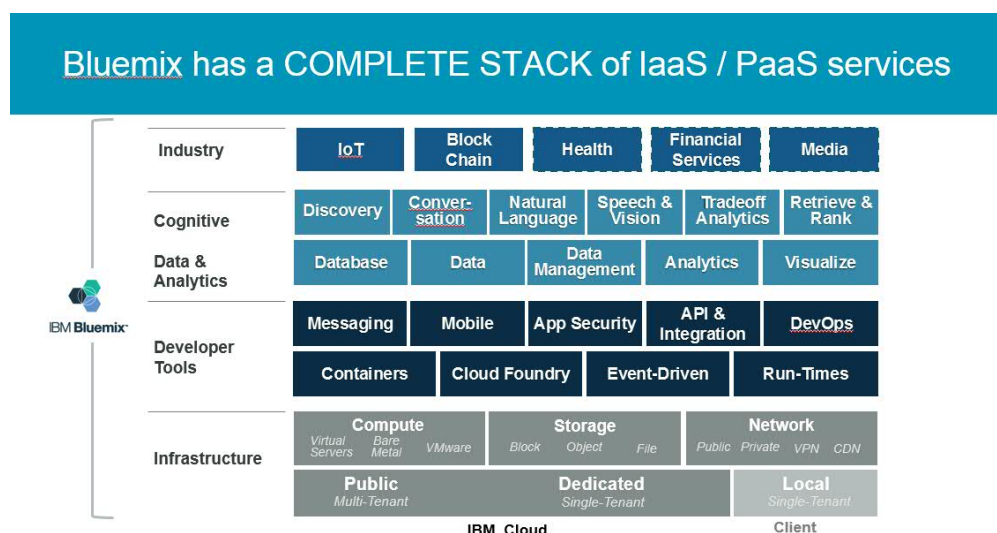 Bluemix has a COMPLETE STACK of IaaS / PaaS services
Industry
IoT
Block
Chain
Health
Financial
Services
Media
Cognitive
Discovery
Conver-
sation
Natural
Language
Speech &
Vision
Tradeoff
Analytics
Retrieve &
Rank
Data &
Analytics
Database
Data
Data
Management
Analytics
Visualize
IBM Bluemix™
Developer
Tools
Messaging
Mobile
App Security
API &
Integration
DevOps
Containers
Cloud Foundry
Event-Driven
Run-Times
Infrastructure
Compute
Virtual
Servers
Bare
Metal
VMware
Storage
Block
Object
File
Network
Public
Private
VPN
CDN
Public
Multi-Tenant
Dedicated
Single-Tenant
Local
Single-Tenant
IBM Cloud
Client